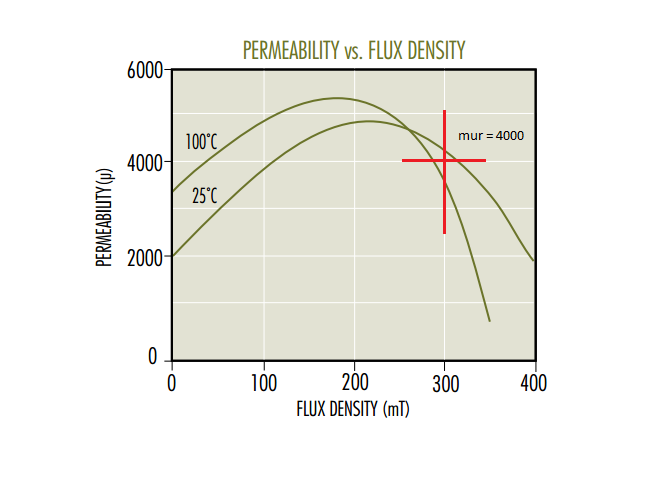 PERMEABILITY vs. FLUX DENSITY
6000
100°C
mur = 4000
4000
25°C
PERMEABILITY (µ)
2000
0
0 100 200 300 400
FLUX DENSITY (mT)